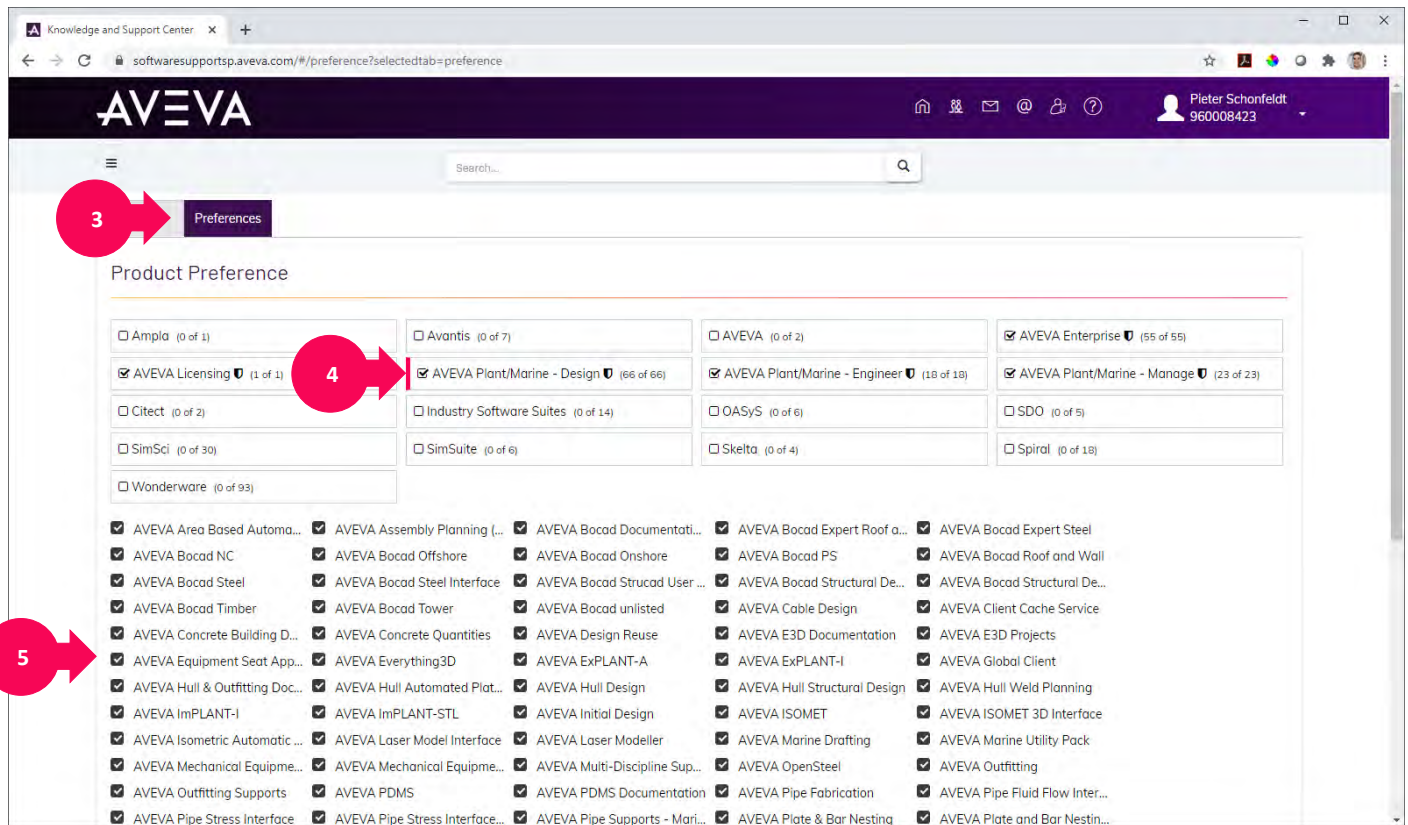 Knowledge and Support Center
softwaresupportsp.aveva.com/#/preference?selectedtab=preference
AVEVA
Pieter Schonfeldt
960008423
Search...
3
Preferences
Product Preference
Ampla (0 of 1) Avantis (0 of 7) AVEVA (0 of 2) AVEVA Enterprise (55 of 55)
AVEVA Licensing (1 of 1) 4 AVEVA Plant/Marine - Design (66 of 66) AVEVA Plant/Marine - Engineer (18 of 18) AVEVA Plant/Marine - Manage (23 of 23)
Citect (0 of 2) Industry Software Suites (0 of 14) OASyS (0 of 6) SDO (0 of 5)
SimSci (0 of 30) SimSuite (0 of 6) Skelta (0 of 4) Spiral (0 of 18)
Wonderware (0 of 93)
AVEVA Area Based Automa... AVEVA Assembly Planning (... AVEVA Bocad Documentati... AVEVA Bocad Expert Roof a... AVEVA Bocad Expert Steel
AVEVA Bocad NC AVEVA Bocad Offshore AVEVA Bocad Onshore AVEVA Bocad PS AVEVA Bocad Roof and Wall
AVEVA Bocad Steel AVEVA Bocad Steel Interface AVEVA Bocad Strucad User ... AVEVA Bocad Structural De... AVEVA Bocad Structural De...
AVEVA Bocad Timber AVEVA Bocad Tower AVEVA Bocad unlisted AVEVA Cable Design AVEVA Client Cache Service
AVEVA Concrete Building D... AVEVA Concrete Quantities AVEVA Design Reuse AVEVA E3D Documentation AVEVA E3D Projects
5 AVEVA Equipment Seat App... AVEVA Everything3D AVEVA ExPLANT-A AVEVA ExPLANT-I AVEVA Global Client
AVEVA Hull & Outfitting Doc... AVEVA Hull Automated Plat... AVEVA Hull Design AVEVA Hull Structural Design AVEVA Hull Weld Planning
AVEVA ImPLANT-I AVEVA ImPLANT-STL AVEVA Initial Design AVEVA ISOMET AVEVA ISOMET 3D Interface
AVEVA Isometric Automatic ... AVEVA Laser Model Interface AVEVA Laser Modeller AVEVA Marine Drafting AVEVA Marine Utility Pack
AVEVA Mechanical Equipme... AVEVA Mechanical Equipme... AVEVA Multi-Discipline Sup... AVEVA OpenSteel AVEVA Outfitting
AVEVA Outfitting Supports AVEVA PDMS AVEVA PDMS Documentation AVEVA Pipe Fabrication AVEVA Pipe Fluid Flow Inter...
AVEVA Pipe Stress Interface AVEVA Pipe Stress Interface... AVEVA Pipe Supports - Mari... AVEVA Plate & Bar Nesting AVEVA Plate and Bar Nestin...